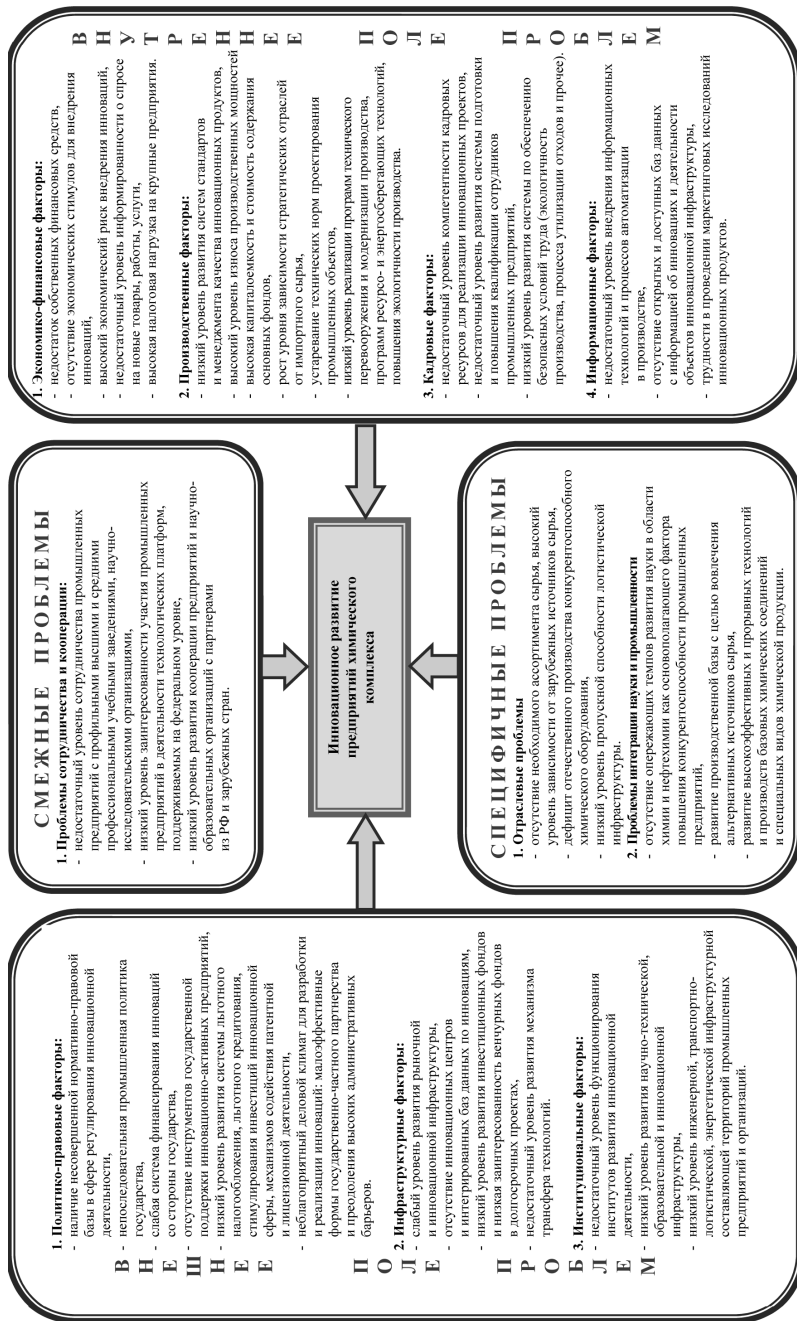 ВНЕШНЕЕ ПОЛЕ ПРОБЛЕМ
1. Политико-правовые факторы:
- наличие несовершенной нормативно-правовой
базы в сфере регулирования инновационной
деятельности,
- непоследовательная промышленная политика
государства,
- слабая система финансирования инноваций
со стороны государства,
- отсутствие инструментов государственной
поддержки инновационно-активных предприятий,
- низкий уровень развития системы льготного
налогообложения, льготного кредитования,
стимулирования инвестиций инновационной
сферы, механизмов содействия патентной
и лицензионной деятельности,
- неблагоприятный деловой климат для разработки
и реализации инноваций: малоэффективные
формы государственно-частного партнерства
и преодоления высоких административных
барьеров.
2. Инфраструктурные факторы:
- слабый уровень развития рыночной
и инновационной инфраструктуры,
- отсутствие инновационных центров
и интегрированных баз данных по инновациям,
- низкий уровень развития инвестиционных фондов
и низкая заинтересованность венчурных фондов
в долгосрочных проектах,
- недостаточный уровень развития механизма
трансфера технологий.
3. Институциональные факторы:
- недостаточный уровень функционирования
институтов развития инновационной
деятельности,
- низкий уровень развития научно-технической,
образовательной и инновационной
инфраструктуры,
- низкий уровень инженерной, транспортно-
логистической, энергетической инфраструктурной
составляющей территорий промышленных
предприятий и организаций.
СМЕЖНЫЕ ПРОБЛЕМЫ
1. Проблемы сотрудничества и кооперации:
- недостаточный уровень сотрудничества промышленных
предприятий с профильными высшими и средними
профессиональными учебными заведениями, научно-
исследовательскими организациями,
- низкий уровень заинтересованности участия промышленных
предприятий в деятельности технологических платформ,
поддерживаемых на федеральном уровне,
- низкий уровень развития кооперации предприятий и научно-
образовательных организаций с партнерами
из РФ и зарубежных стран.
Инновационное развитие
предприятий химического
комплекса
СПЕЦИФИЧНЫЕ ПРОБЛЕМЫ
1. Отраслевые проблемы
- отсутствие необходимого ассортимента сырья, высокий
уровень зависимости от зарубежных источников сырья,
- дефицит отечественного производства конкурентоспособного
химического оборудования,
- низкий уровень пропускной способности логистической
инфраструктуры.
2. Проблемы интеграции науки и промышленности
- отсутствие опережающих темпов развития науки в области
химии и нефтехимии как основополагающего фактора
повышения конкурентоспособности промышленных
предприятий,
- развитие производственной базы с целью вовлечения
альтернативных источников сырья,
- развитие высокоэффективных и прорывных технологий
и производств базовых химических соединений
и специальных видов химической продукции.
1. Экономико-финансовые факторы:
- недостаток собственных финансовых средств,
- отсутствие экономических стимулов для внедрения
инноваций,
- высокий экономический риск внедрения инноваций,
- недостаточный уровень информированности о спросе
на новые товары, работы, услуги,
- высокая налоговая нагрузка на крупные предприятия.
2. Производственные факторы:
- низкий уровень развития систем стандартов
и менеджмента качества инновационных продуктов,
- высокий уровень износа производственных мощностей
- высокая капиталоемкость и стоимость содержания
основных фондов,
- рост уровня зависимости стратегических отраслей
от импортного сырья,
- устаревание технических норм проектирования
промышленных объектов,
- низкий уровень реализации программ технического
перевооружения и модернизации производства,
программ ресурсо- и энергосберегающих технологий,
повышения экологичности производства.
3. Кадровые факторы:
- недостаточный уровень компетентности кадровых
ресурсов для реализации инновационных проектов,
- недостаточный уровень развития системы подготовки
и повышения квалификации сотрудников
промышленных предприятий,
- низкий уровень развития системы по обеспечению
безопасных условий труда (экологичность
производства, процесса утилизации отходов и прочее).
4. Информационные факторы:
- недостаточный уровень внедрения информационных
технологий и процессов автоматизации
в производстве,
- отсутствие открытых и доступных баз данных
с информацией об инновациях и деятельности
объектов инновационной инфраструктуры,
- трудности в проведении маркетинговых исследований
инновационных продуктов.
ВНУТРЕННЕЕ ПОЛЕ ПРОБЛЕМ